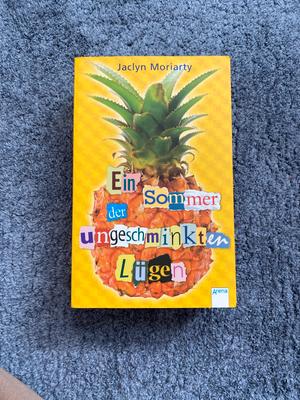 Jaclyn Moriarty
Ein
Sommer
der
ungeschminkten
Lügen
Arena